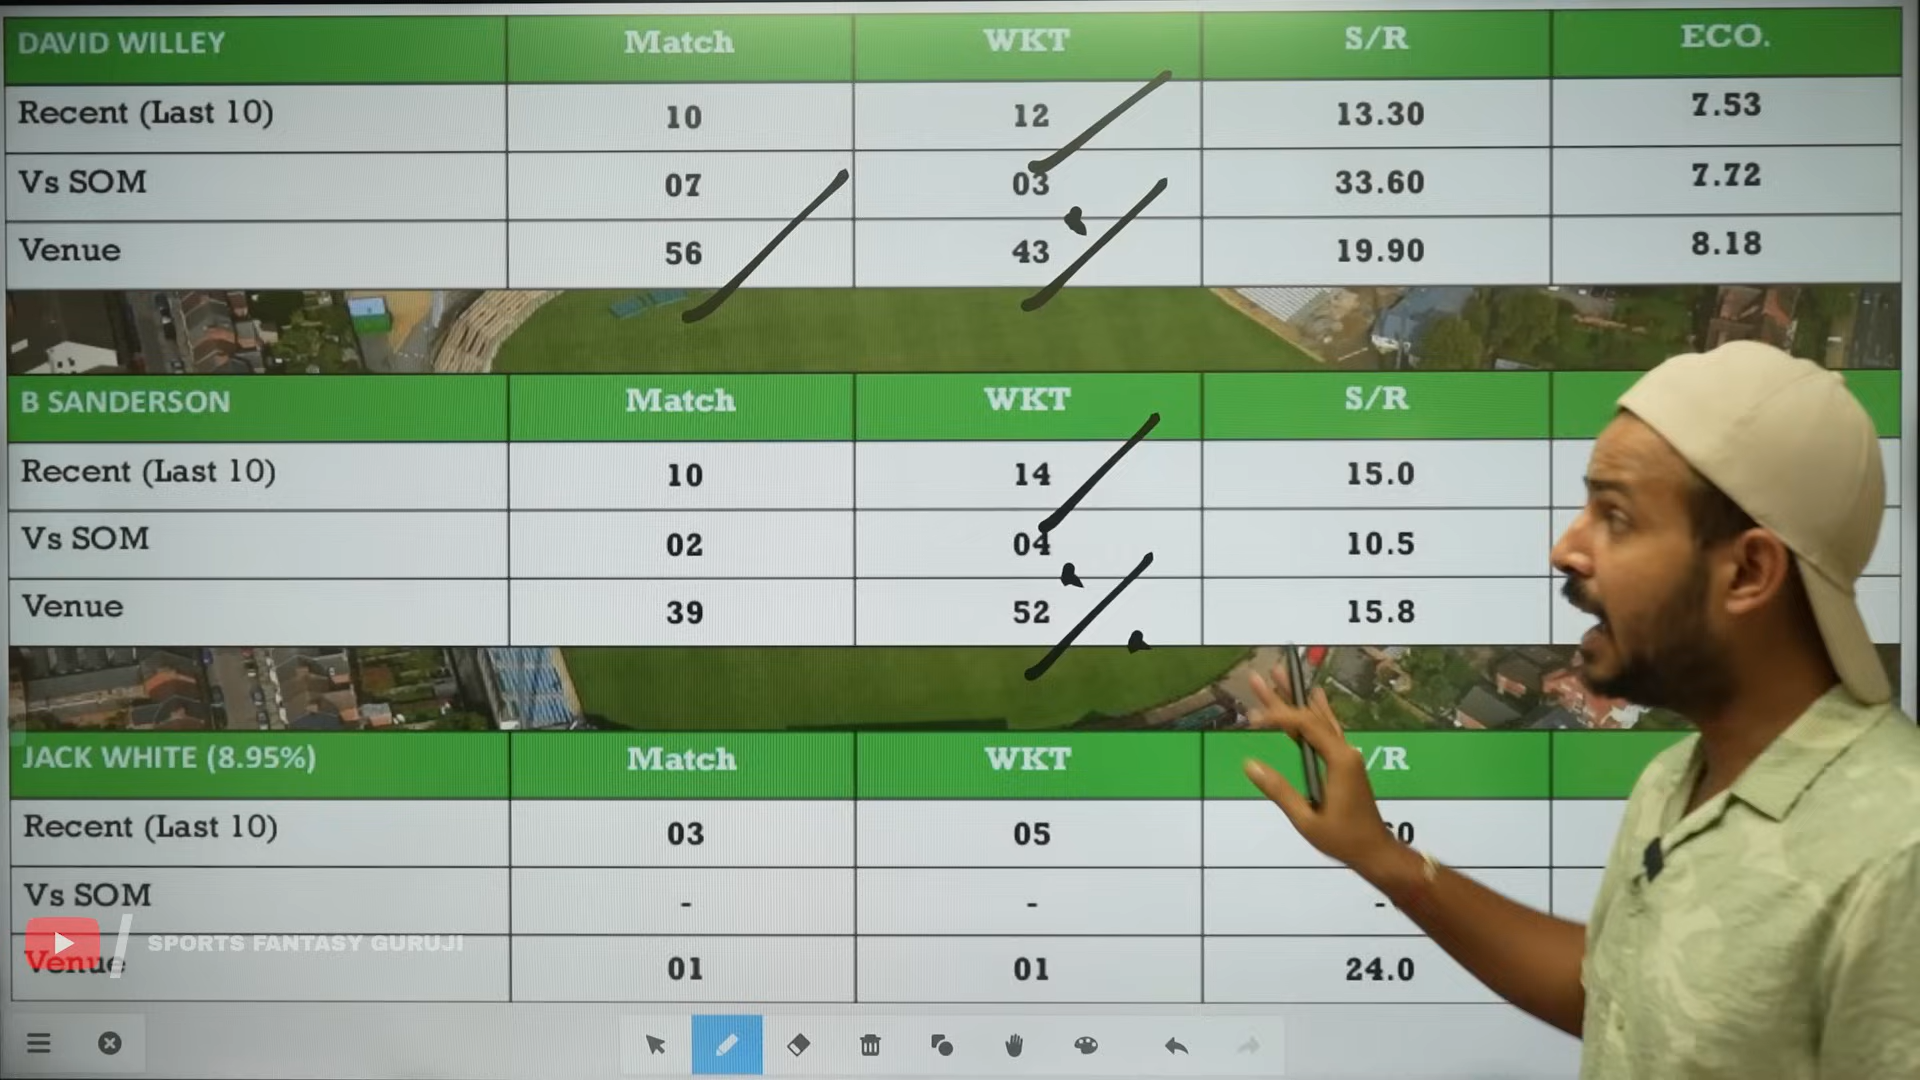 DAVID WILLEY Match WKT S/R ECO.
Recent (Last 10) 10 12 13.30 7.53
Vs SOM 07 03 33.60 7.72
Venue 56 43 19.90 8.18
B SANDERSON Match WKT S/R
Recent (Last 10) 10 14 15.0
Vs SOM 02 04 10.5
Venue 39 52 15.8
JACK WHITE (8.95%) Match WKT /R
Recent (Last 10) 03 05
Vs SOM - - -
SPORTS FANTASY GURUJI
Venue 01 01 24.0